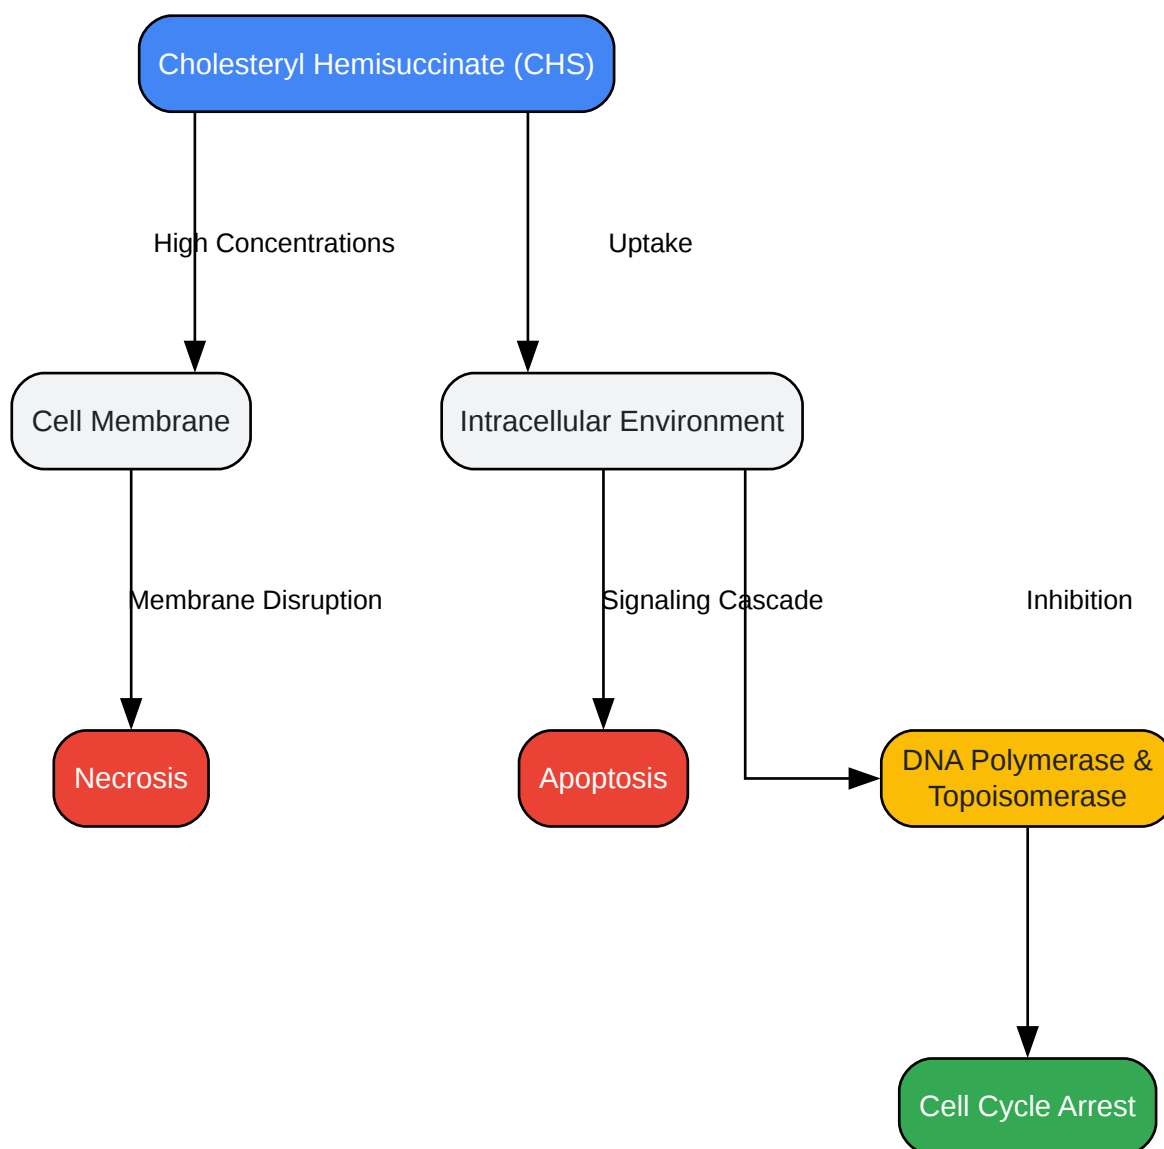 Cholesteryl Hemisuccinate (CHS)
High Concentrations
Uptake
Cell Membrane
Intracellular Environment
Membrane Disruption
Signaling Cascade
Inhibition
Necrosis
Apoptosis
DNA Polymerase &
Topoisomerase
Cell Cycle Arrest